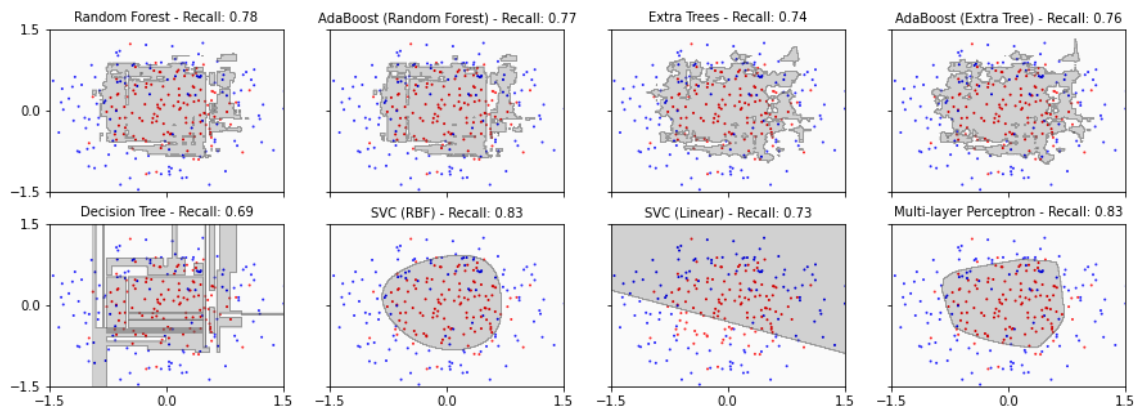 Random Forest - Recall: 0.78
AdaBoost (Random Forest) - Recall: 0.77
Extra Trees - Recall: 0.74
AdaBoost (Extra Tree) - Recall: 0.76
1.5
0.0
−1.5
Decision Tree - Recall: 0.69
SVC (RBF) - Recall: 0.83
SVC (Linear) - Recall: 0.73
Multi-layer Perceptron - Recall: 0.83
1.5
0.0
−1.5
−1.5 0.0 1.5
−1.5 0.0 1.5
−1.5 0.0 1.5
−1.5 0.0 1.5